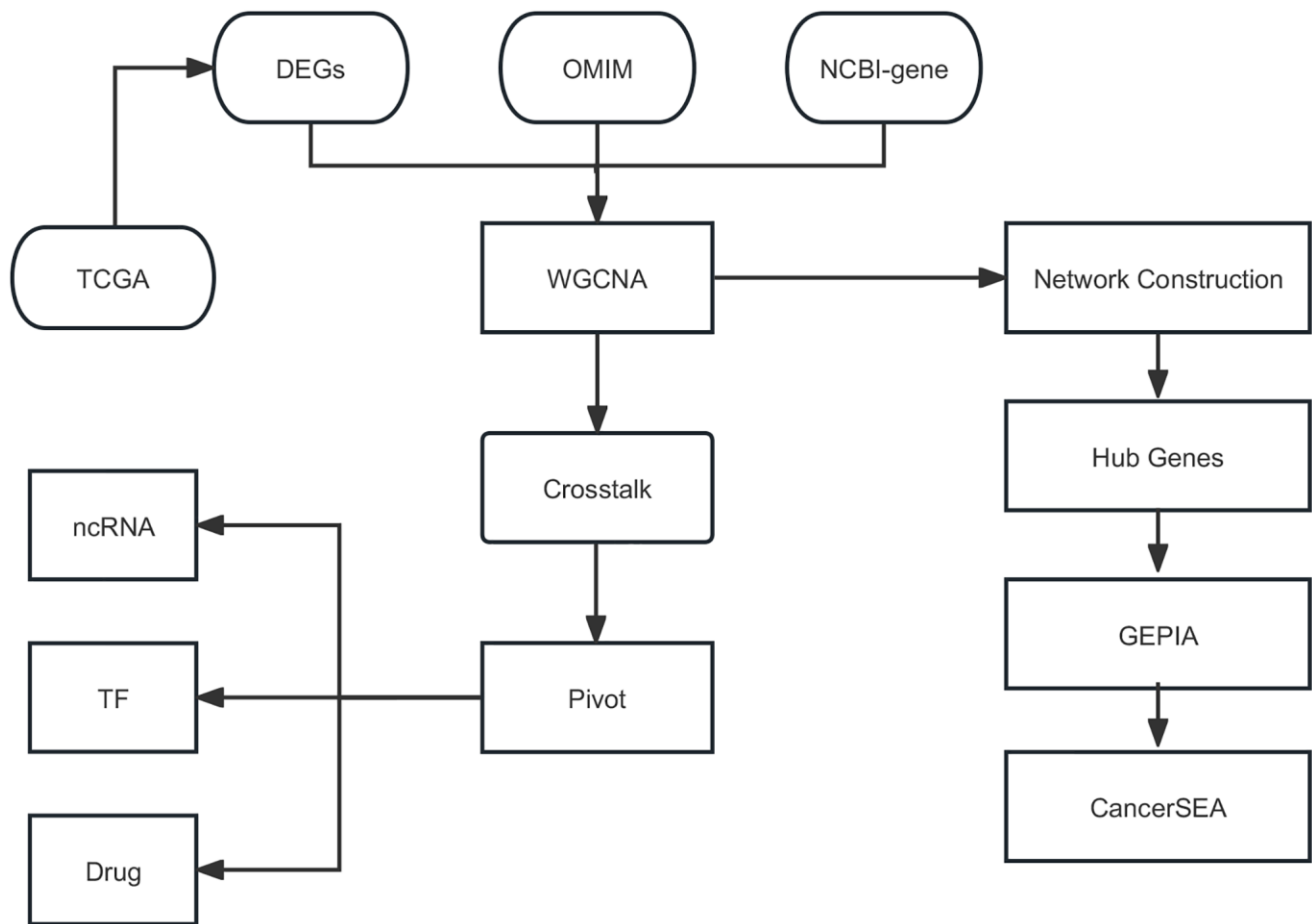 DEGs
OMIM
NCBI-gene
TCGA
WGCNA
Network Construction
Crosstalk
Hub Genes
ncRNA
GEPIA
TF
Pivot
CancerSEA
Drug